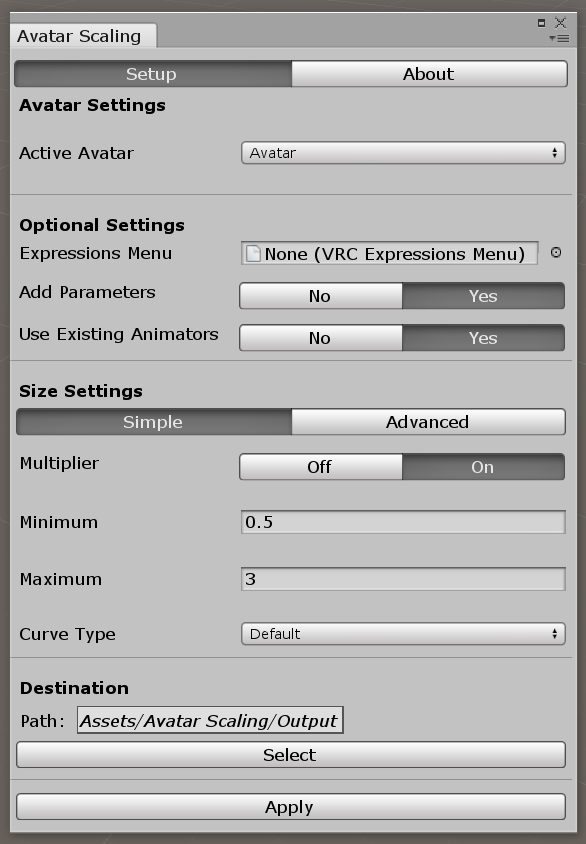 Avatar Scaling
Setup About
Avatar Settings
Active Avatar Avatar
Optional Settings
Expressions Menu None (VRC Expressions Menu)
Add Parameters No Yes
Use Existing Animators No Yes
Size Settings
Simple Advanced
Multiplier Off On
Minimum 0.5
Maximum 3
Curve Type Default
Destination
Path: Assets/Avatar Scaling/Output
Select
Apply